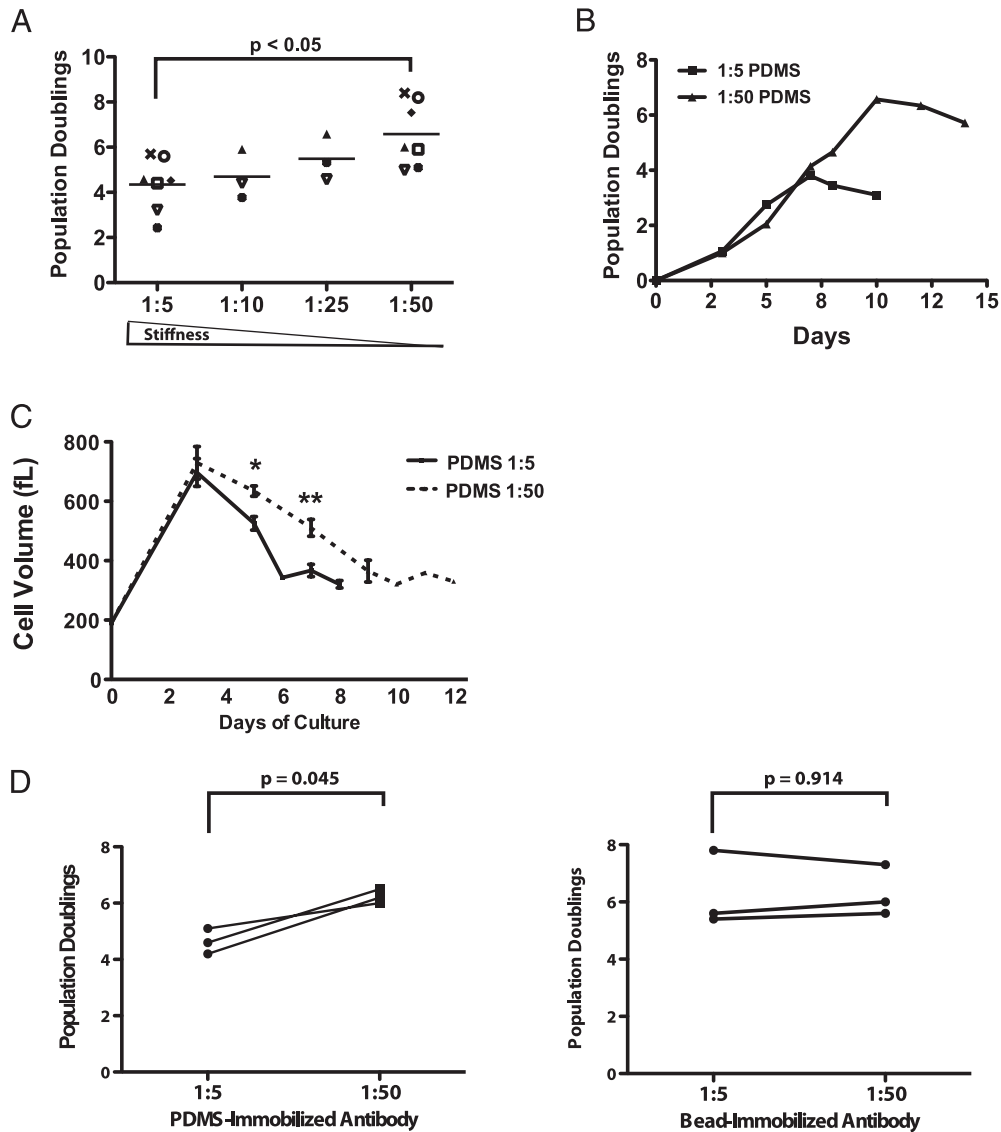 A
p < 0.05
Population Doublings
10
8
6
4
2
0
1:5 1:10 1:25 1:50
Stiffness
B
1:5 PDMS
1:50 PDMS
Population Doublings
8
6
4
2
0
0 2 5 8 10 12 15
Days
C
PDMS 1:5
PDMS 1:50
Cell Volume (fL)
800
600
400
200
0
*
**
0 2 4 6 8 10 12
Days of Culture
D
p = 0.045
Population Doublings
8
6
4
2
0
1:5 1:50
PDMS-Immobilized Antibody
p = 0.914
Population Doublings
8
6
4
2
0
1:5 1:50
Bead-Immobilized Antibody